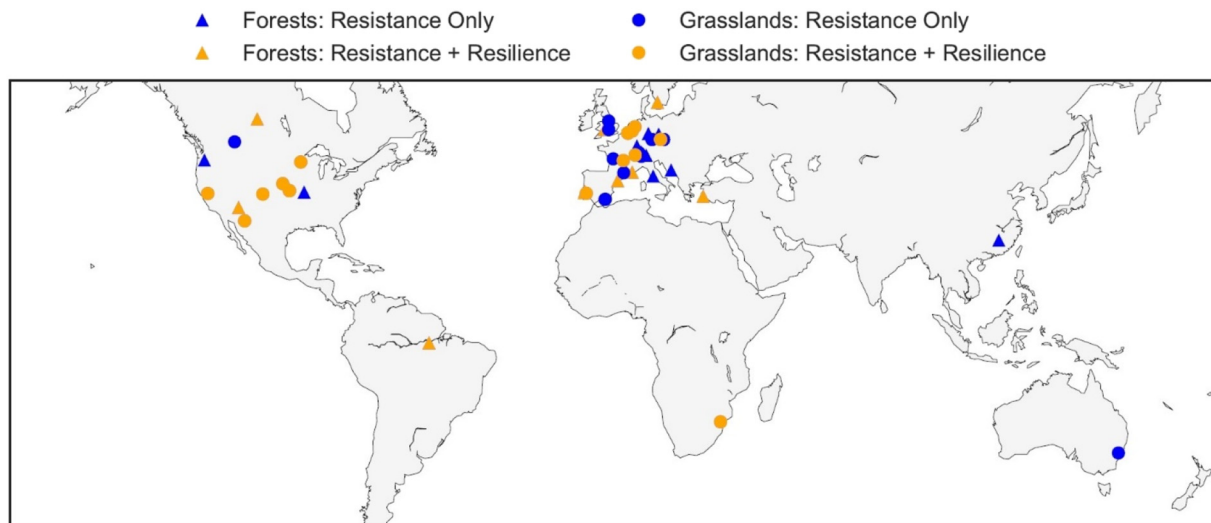 Forests: Resistance Only
Grasslands: Resistance Only
Forests: Resistance + Resilience
Grasslands: Resistance + Resilience